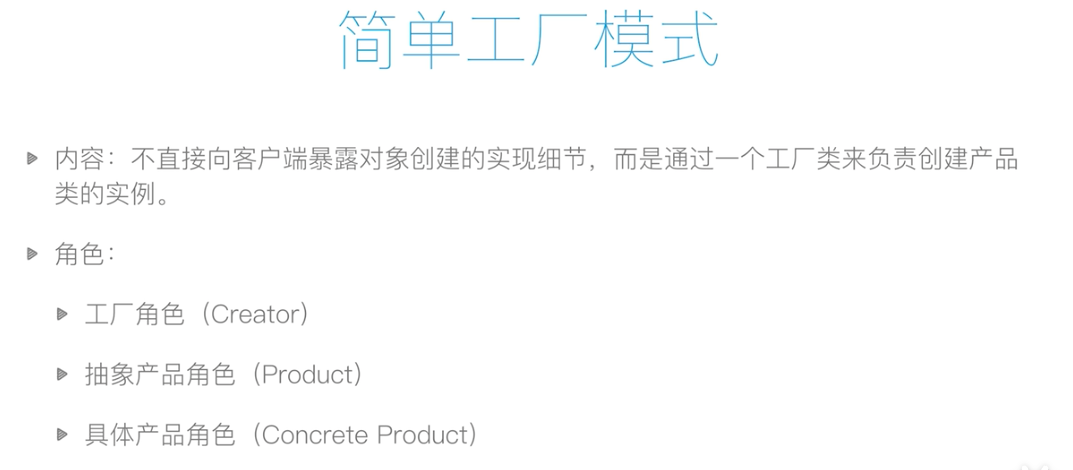 简单工厂模式
内容：不直接向客户端暴露对象创建的实现细节，而是通过一个工厂类来负责创建产品
类的实例。
角色：
工厂角色（Creator）
抽象产品角色（Product）
具体产品角色（Concrete Product）